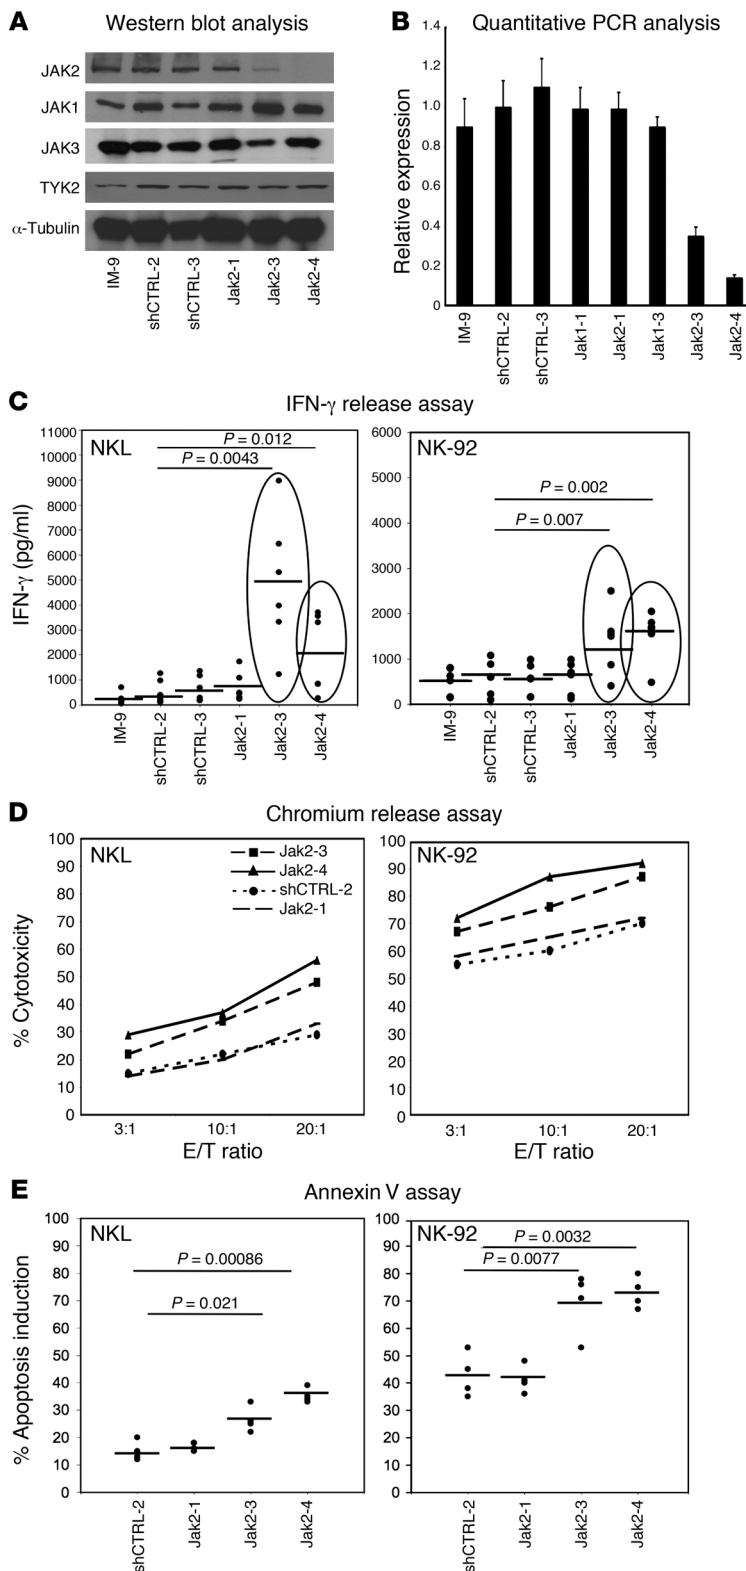 A Western blot analysis
JAK2
JAK1
JAK3
TYK2
α-Tubulin
IM-9
shCTRL-2
shCTRL-3
Jak2-1
Jak2-3
Jak2-4
B Quantitative PCR analysis
Relative expression
1.4
1.2
1.0
0.8
0.6
0.4
0.2
0
IM-9
shCTRL-2
shCTRL-3
Jak1-1
Jak2-1
Jak1-3
Jak2-3
Jak2-4
C IFN-γ release assay
IFN-γ (pg/ml)
NKL
11000
10000
9000
8000
7000
6000
5000
4000
3000
2000
1000
0
P = 0.012
P = 0.0043
IM-9
shCTRL-2
shCTRL-3
Jak2-1
Jak2-3
Jak2-4
NK-92
6000
5000
4000
3000
2000
1000
0
P = 0.002
P = 0.007
IM-9
shCTRL-2
shCTRL-3
Jak2-1
Jak2-3
Jak2-4
D Chromium release assay
% Cytotoxicity
NKL
100
90
80
70
60
50
40
30
20
10
0
Jak2-3
Jak2-4
shCTRL-2
Jak2-1
3:1 10:1 20:1
E/T ratio
NK-92
100
90
80
70
60
50
40
30
20
10
0
3:1 10:1 20:1
E/T ratio
E Annexin V assay
% Apoptosis induction
NKL
100
90
80
70
60
50
40
30
20
10
0
P = 0.00086
P = 0.021
shCTRL-2
Jak2-1
Jak2-3
Jak2-4
NK-92
100
90
80
70
60
50
40
30
20
10
0
P = 0.0032
P = 0.0077
shCTRL-2
Jak2-1
Jak2-3
Jak2-4